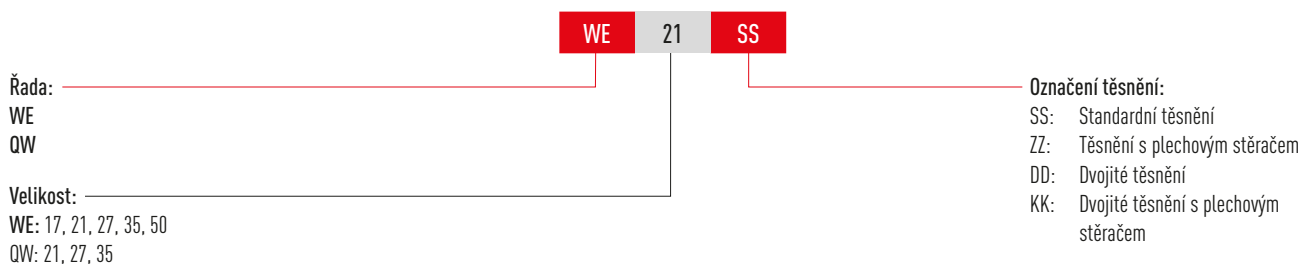 WE 21 SS
Řada:
WE
QW
Velikost:
WE: 17, 21, 27, 35, 50
QW: 21, 27, 35
Označení těsnění:
SS: Standardní těsnění
ZZ: Těsnění s plechovým stěračem
DD: Dvojité těsnění
KK: Dvojité těsnění s plechovým
stěračem